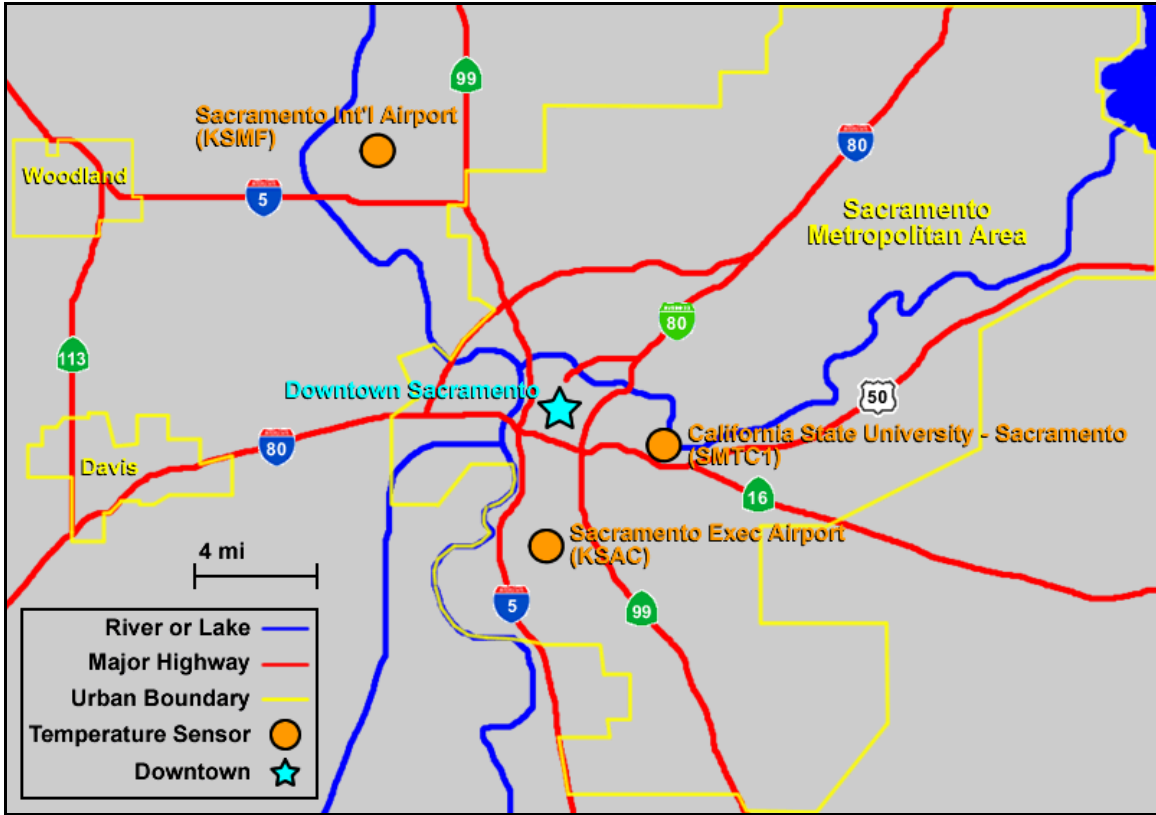 99
Sacramento Int'l Airport
(KSMF)
80
Woodland
5
Sacramento
Metropolitan Area
80
113
Downtown Sacramento
50
California State University - Sacramento
(SMTC1)
Davis
80
16
Sacramento Exec Airport
(KSAC)
4 mi
5
99
River or Lake
Major Highway
Urban Boundary
Temperature Sensor
Downtown